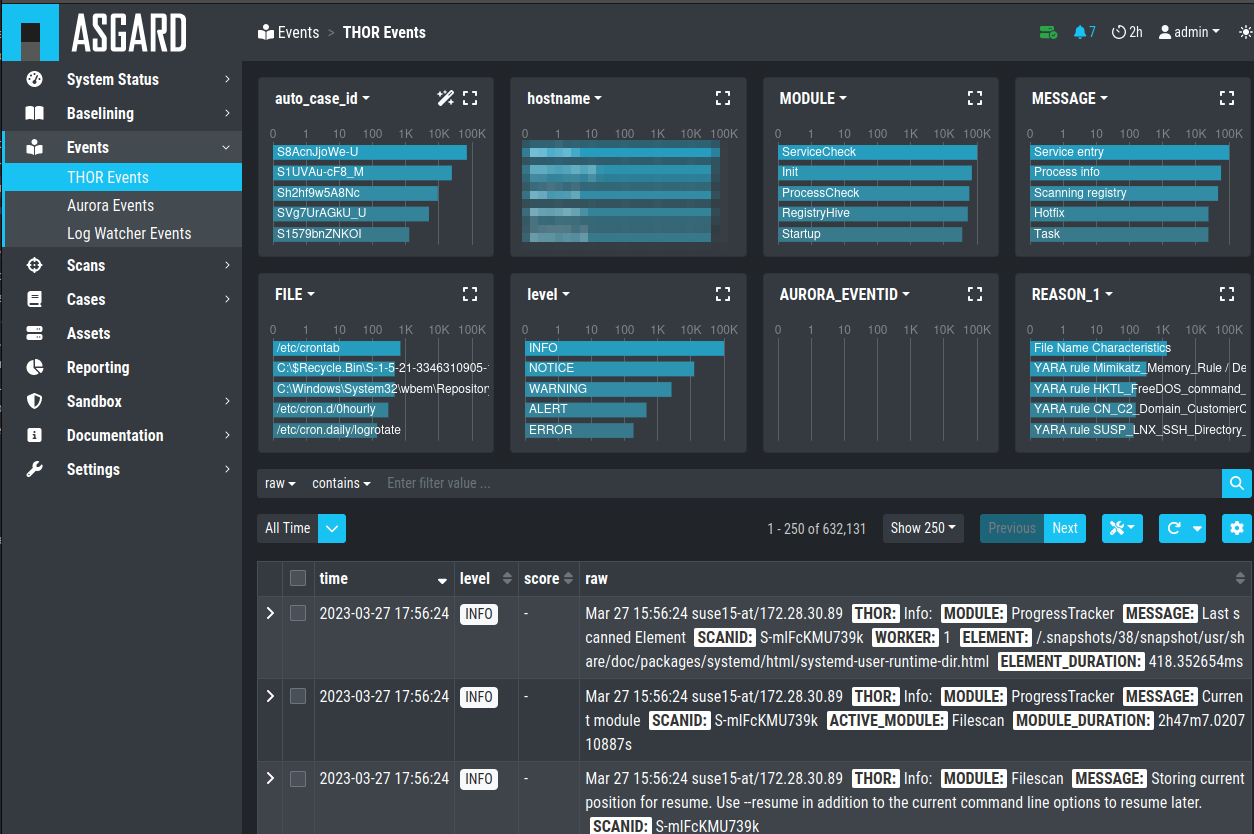 ASGARD
Events > THOR Events
7 2h admin
System Status
Baselining
Events
THOR Events
Aurora Events
Log Watcher Events
Scans
Cases
Assets
Reporting
Sandbox
Documentation
Settings
auto_case_id
0 1 10 100 1K 10K 100K
S8AcnJjoWe-U
S1UVAu-cF8_M
Sh2hf9w5A8Nc
SVg7UrAGkU_U
S1579bnZNKOI
hostname
0 1 10 100 1K 10K 100K
MODULE
0 1 10 100 1K 10K 100K
ServiceCheck
Init
ProcessCheck
RegistryHive
Startup
MESSAGE
0 1 10 100 1K 10K 100K
Service entry
Process info
Scanning registry
Hotfix
Task
FILE
0 1 10 100 1K 10K 100K
/etc/crontab
C:\$Recycle.Bin\S-1-5-21-3346310905-
C:\Windows\System32\wbem\Repository
/etc/cron.d/0hourly
/etc/cron.daily/logrotate
level
0 1 10 100 1K 10K 100K
INFO
NOTICE
WARNING
ALERT
ERROR
AURORA_EVENTID
0 1 10 100 1K 10K 100K
REASON_1
0 1 10 100 1K 10K 100K
File Name Characteristics
YARA rule Mimikatz_Memory_Rule / De
YARA rule HKTL_FreeDOS_command_
YARA rule CN_C2_Domain_CustomerC
YARA rule SUSP_LNX_SSH_Directory_
raw contains Enter filter value ...
All Time 1 - 250 of 632,131 Show 250 Previous Next
time level score raw
2023-03-27 17:56:24 INFO - Mar 27 15:56:24 suse15-at/172.28.30.89 THOR: Info: MODULE: ProgressTracker MESSAGE: Last s
canned Element SCANID: S-mIFcKMU739k WORKER: 1 ELEMENT: /.snapshots/38/snapshot/usr/sh
are/doc/packages/systemd/html/systemd-user-runtime-dir.html ELEMENT_DURATION: 418.352654ms
2023-03-27 17:56:24 INFO - Mar 27 15:56:24 suse15-at/172.28.30.89 THOR: Info: MODULE: ProgressTracker MESSAGE: Curren
t module SCANID: S-mIFcKMU739k ACTIVE_MODULE: Filescan MODULE_DURATION: 2h47m7.0207
10887s
2023-03-27 17:56:24 INFO - Mar 27 15:56:24 suse15-at/172.28.30.89 THOR: Info: MODULE: Filescan MESSAGE: Storing current
position for resume. Use --resume in addition to the current command line options to resume later.
SCANID: S-mIFcKMU739k